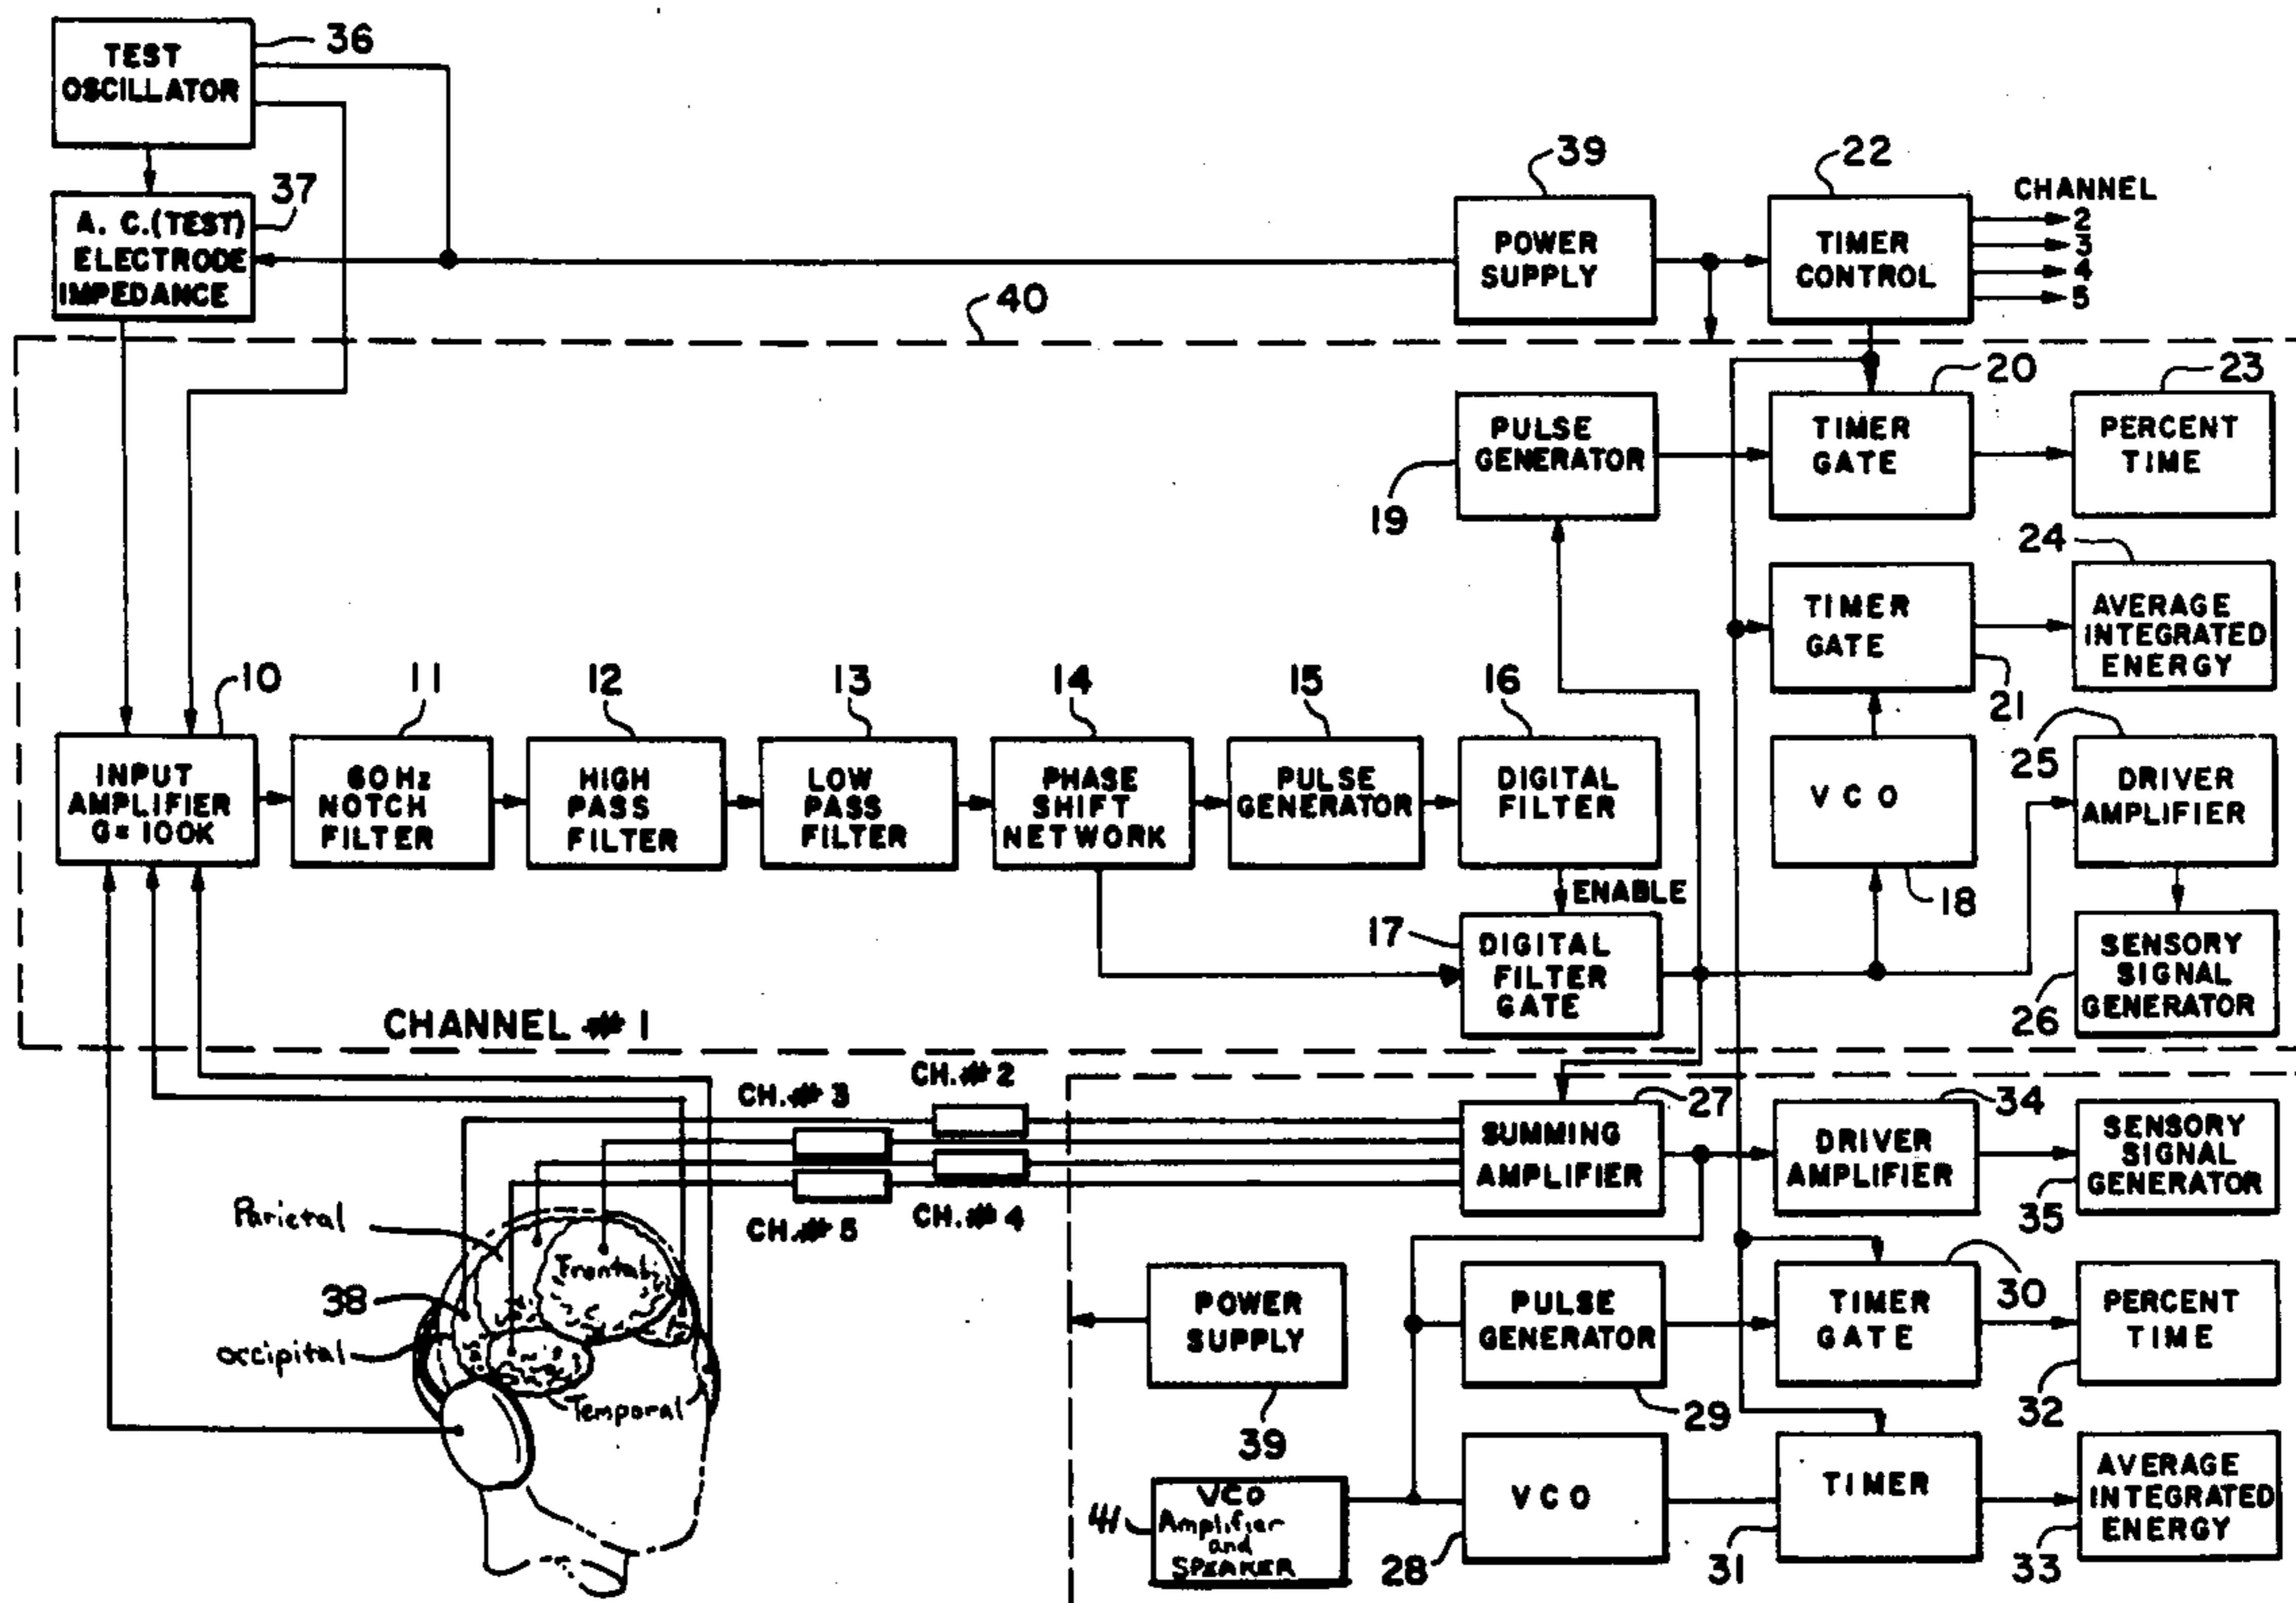 TEST
OSCILLATOR
36
A. C. (TEST)
ELECTRODE
IMPEDANCE
37
39
POWER
SUPPLY
22
TIMER
CONTROL
CHANNEL
2
3
4
5
40
PULSE
GENERATOR
19
20
TIMER
GATE
23
PERCENT
TIME
TIMER
GATE
21
24
AVERAGE
INTEGRATED
ENERGY
10
INPUT
AMPLIFIER
G= 100K
11
60 Hz
NOTCH
FILTER
12
HIGH
PASS
FILTER
13
LOW
PASS
FILTER
14
PHASE
SHIFT
NETWORK
15
PULSE
GENERATOR
16
DIGITAL
FILTER
ENABLE
17
DIGITAL
FILTER
GATE
VCO
18
25
DRIVER
AMPLIFIER
26
SENSORY
SIGNAL
GENERATOR
CHANNEL # 1
CH. # 2
CH. # 3
CH. # 4
CH. # 5
27
SUMMING
AMPLIFIER
34
DRIVER
AMPLIFIER
SENSORY
SIGNAL
GENERATOR
35
Parietal
Frontal
38
occipital
Temporal
POWER
SUPPLY
39
PULSE
GENERATOR
29
TIMER
GATE
30
PERCENT
TIME
32
41
VCO
Amplifier
and
SPEAKER
VCO
28
TIMER
31
AVERAGE
INTEGRATED
ENERGY
33